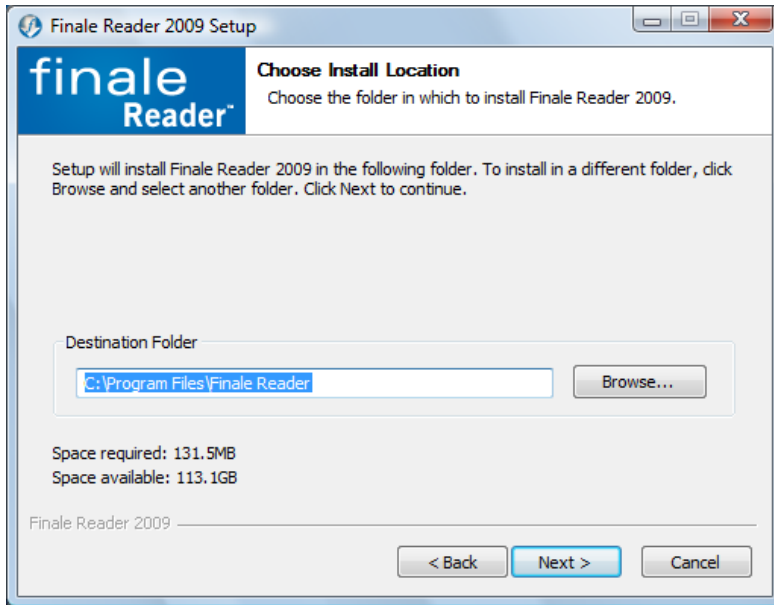 Finale Reader 2009 Setup
finale
Reader™
Choose Install Location
Choose the folder in which to install Finale Reader 2009.
Setup will install Finale Reader 2009 in the following folder. To install in a different folder, click
Browse and select another folder. Click Next to continue.
Destination Folder
C:\Program Files\Finale Reader
Browse...
Space required: 131.5MB
Space available: 113.1GB
Finale Reader 2009
< Back
Next >
Cancel